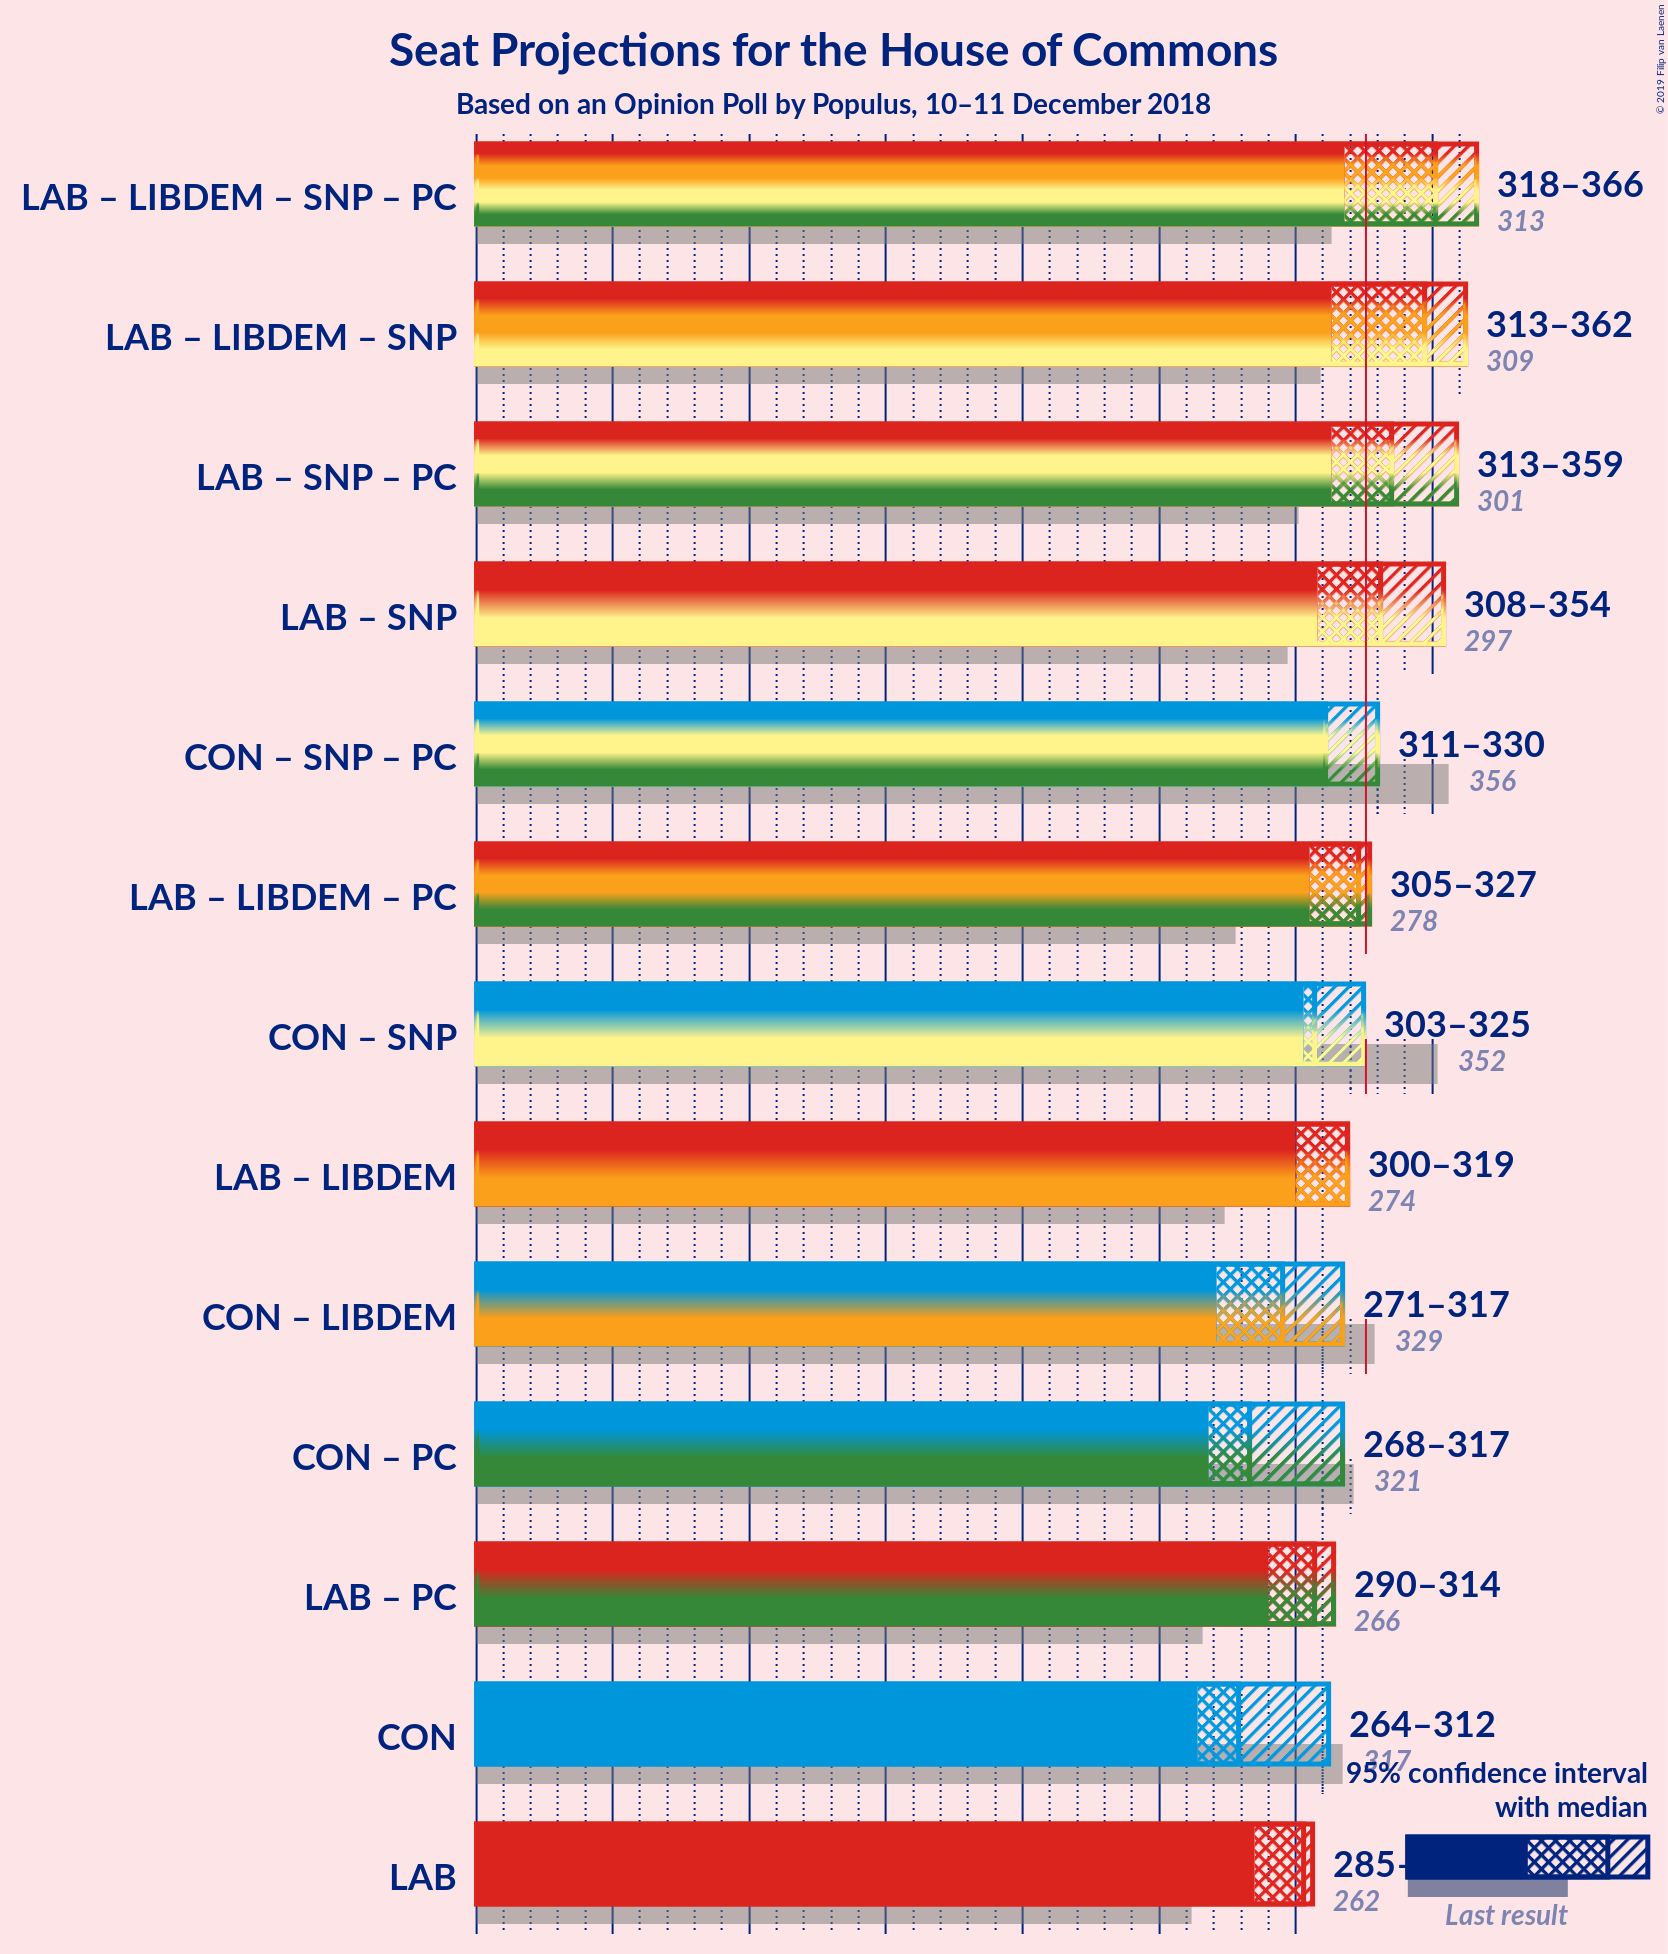 © 2019 Filip van Laenen
Seat Projections for the House of Commons
Based on an Opinion Poll by Populus, 10–11 December 2018
LAB – LIBDEM – SNP – PC
318–366
313
LAB – LIBDEM – SNP
313–362
309
LAB – SNP – PC
313–359
301
LAB – SNP
308–354
297
CON – SNP – PC
311–330
356
LAB – LIBDEM – PC
305–327
278
CON – SNP
303–325
352
LAB – LIBDEM
300–319
274
CON – LIBDEM
271–317
329
CON – PC
268–317
321
LAB – PC
290–314
266
CON
264–312
317
95% confidence interval
with median
LAB
285–
262
Last result